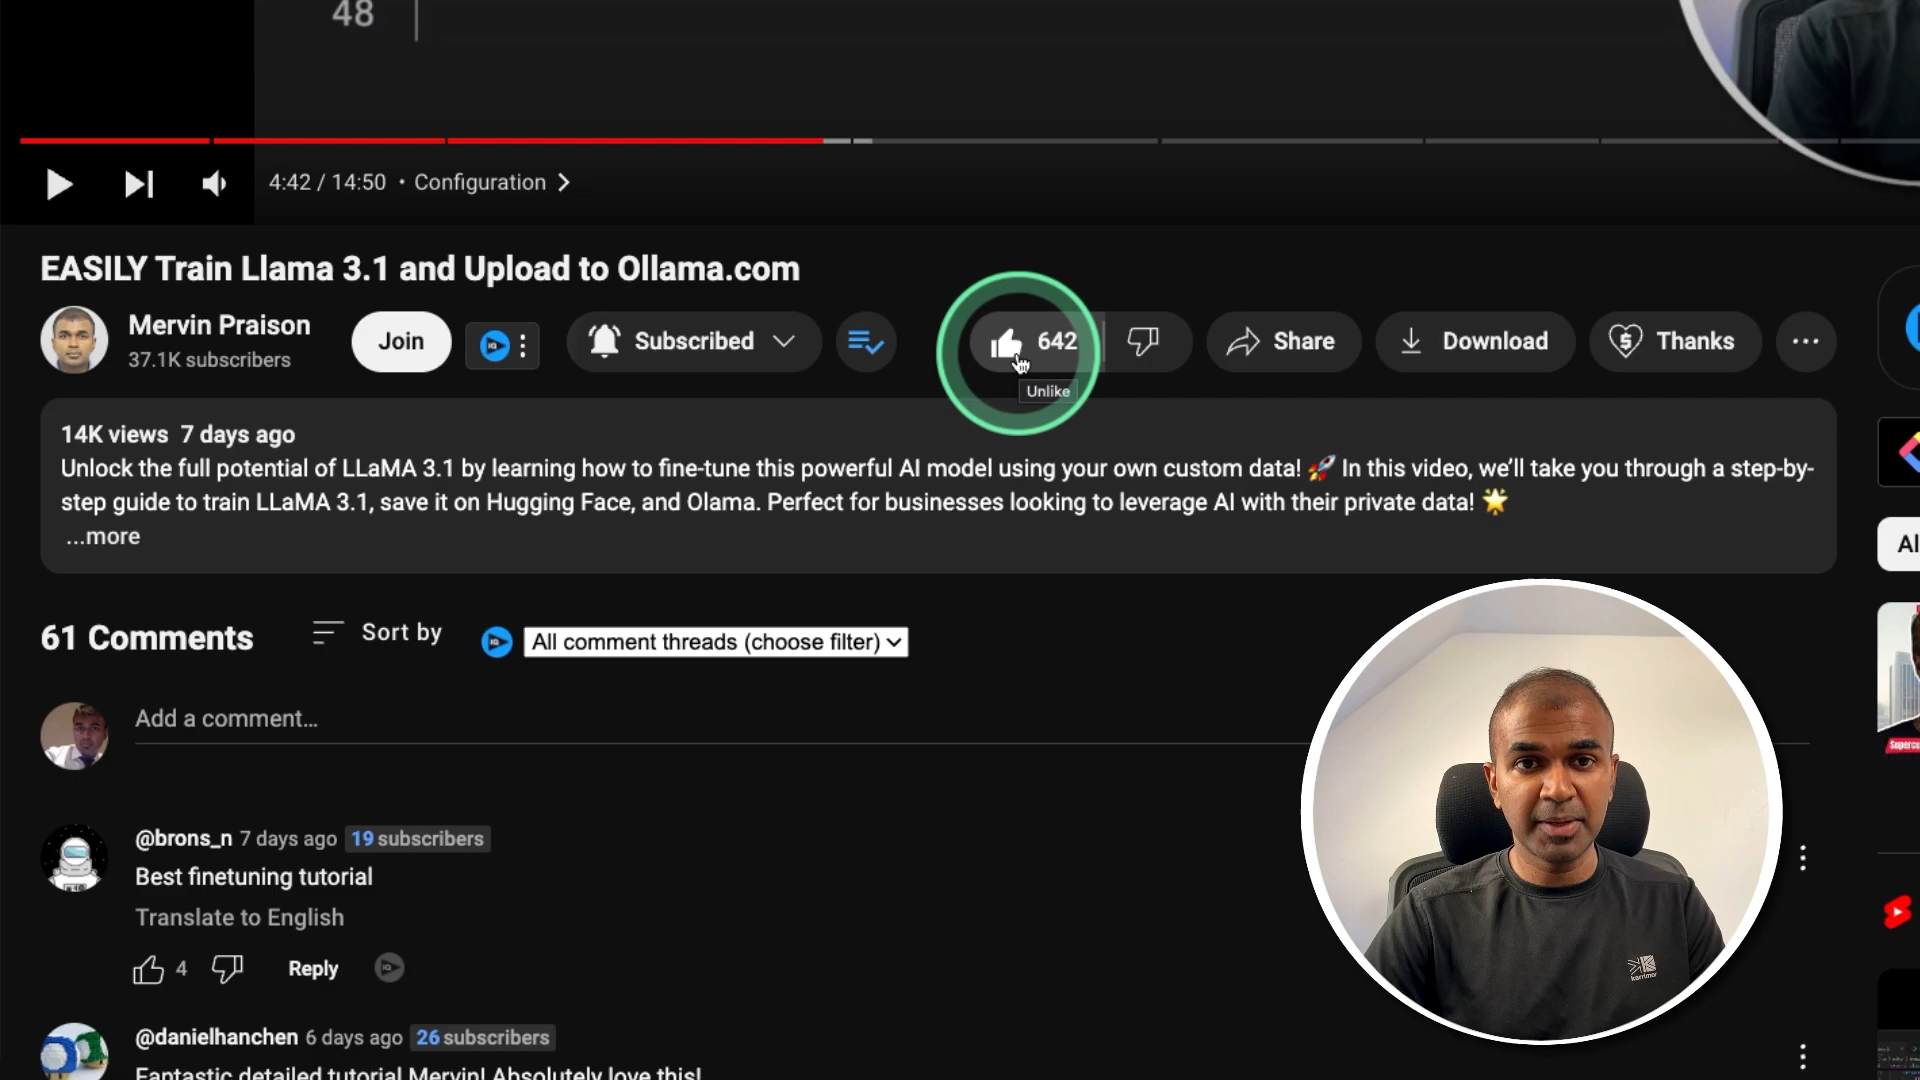 48
4:42 / 14:50 • Configuration
EASILY Train Llama 3.1 and Upload to Ollama.com
Mervin Praison
37.1K subscribers
Join
Subscribed
642
Share
Download
Thanks
Unlike
14K views 7 days ago
Unlock the full potential of LLaMA 3.1 by learning how to fine-tune this powerful AI model using your own custom data! 🚀 In this video, we'll take you through a step-by-
step guide to train LLaMA 3.1, save it on Hugging Face, and Olama. Perfect for businesses looking to leverage AI with their private data! 🌟
...more
Al
61 Comments
Sort by
All comment threads (choose filter)
Add a comment...
@brons_n 7 days ago 19 subscribers
Best finetuning tutorial
Translate to English
4
Reply
karrimor
@danielhanchen 6 days ago 26 subscribers
Fantastic detailed tutorial Mervin! Absolutely love this!